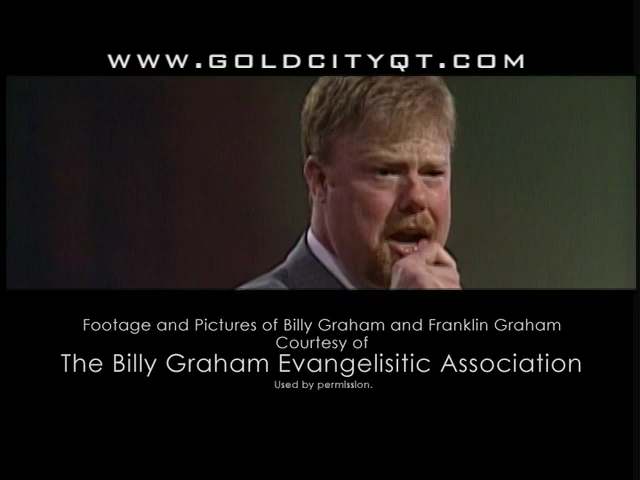 WWW.GOLDCITYQT.COM
Footage and Pictures of Billy Graham and Franklin Graham
Courtesy of
The Billy Graham Evangelisitic Association
Used by permission.